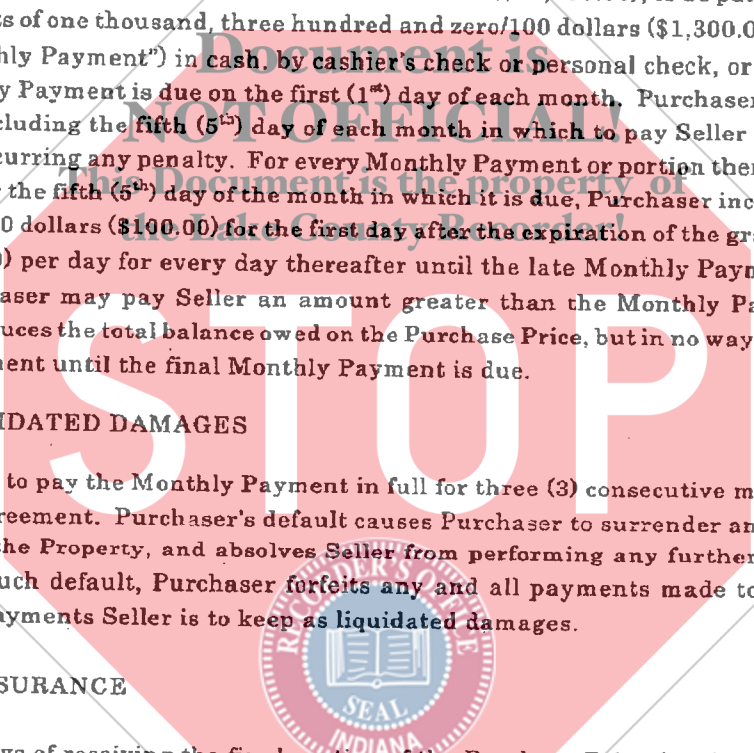 s of one thousand, three hundred and zero/100 dollars ($1,300.0
hly Payment") in cash, by cashier's check or personal check, or
Document is
y Payment is due on the first (1st) day of each month. Purchaser
NOT OFFICIAL!
cluding the fifth (5th) day of each month in which to pay Seller
curring any penalty. For every Monthly Payment or portion ther
This Document is the property of
the fifth (5th) day of the month in which it is due, Purchaser inc
0 dollars ($100.00) for the first day after the expiration of the gr
the Lake County Recorder!
) per day for every day thereafter until the late Monthly Paym
aser may pay Seller an amount greater than the Monthly Pa
uces the total balance owed on the Purchase Price, but in no way
ment until the final Monthly Payment is due.
STOP
IDATED DAMAGES
to pay the Monthly Payment in full for three (3) consecutive m
reement. Purchaser's default causes Purchaser to surrender an
the Property, and absolves Seller from performing any further
uch default, Purchaser forfeits any and all payments made to
ayments Seller is to keep as liquidated damages.
RECORDER'S OFFICE
SEAL
INDIANA
SURANCE